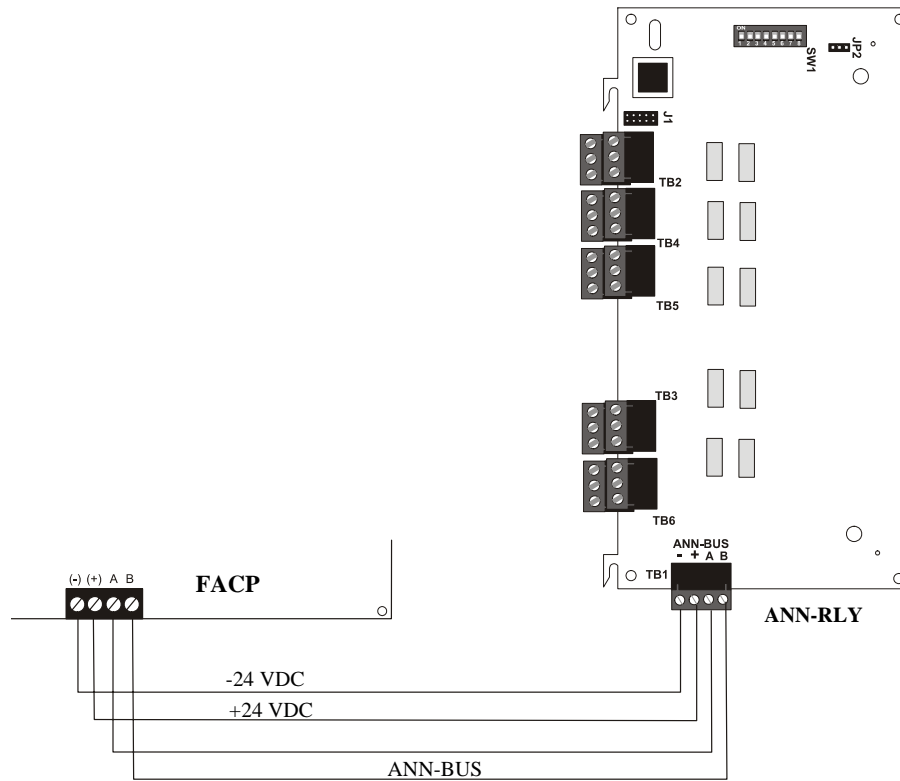 ON
1 2 3 4 5 6 7 8
SW1
JP2
J1
TB2
TB4
TB5
TB3
TB6
ANN-BUS
- + A B
TB1
ANN-RLY
(-) (+) A B
FACP
-24 VDC
+24 VDC
ANN-BUS